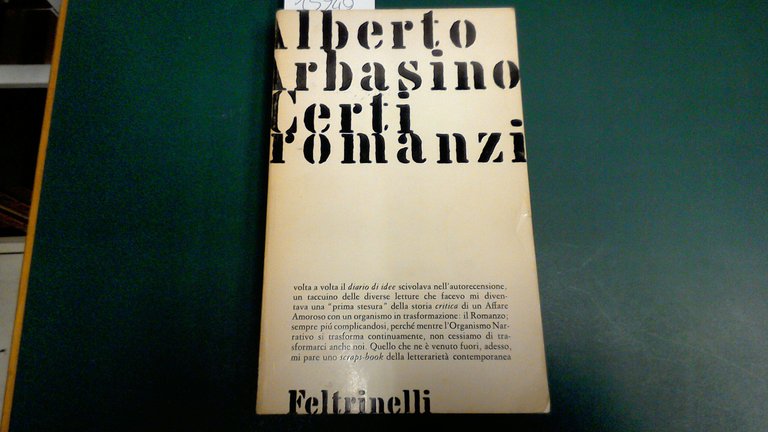 Alberto
Arbasino
Certi
romanzi
volta a volta il diario di idee scivolava nell'autorecensione,
un taccuino delle diverse letture che facevo mi diven-
tava una "prima stesura" della storia critica di un Affare
Amoroso con un organismo in trasformazione: il Romanzo;
sempre piú complicandosi, perché mentre l'Organismo Nar-
rativo si trasforma continuamente, non cessiamo di tra-
sformarci anche noi. Quello che ne è venuto fuori, adesso,
mi pare uno scraps-book della letterarietà contemporanea
Feltrinelli